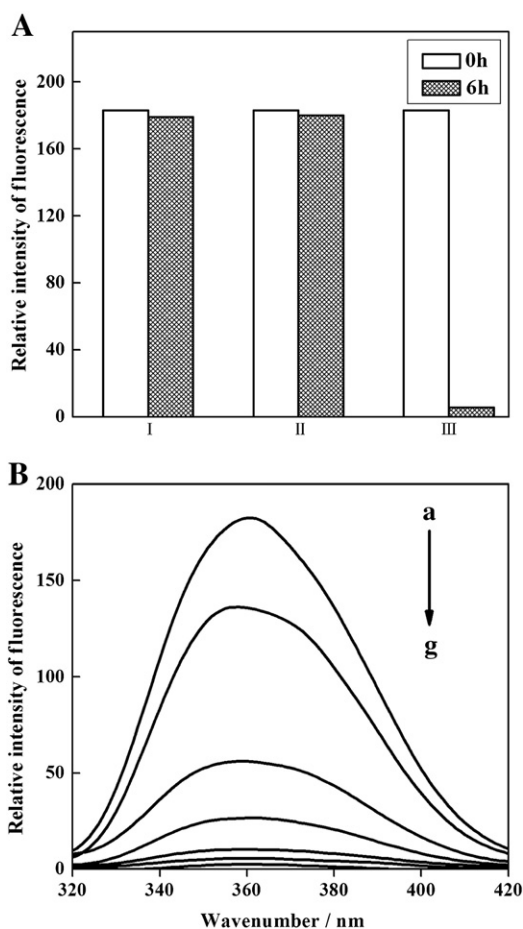 A
Relative intensity of fluorescence
200
160
120
80
40
0
0h
6h
I
II
III
B
Relative intensity of fluorescence
200
150
100
50
0
a
g
320
340
360
380
400
420
Wavenumber / nm